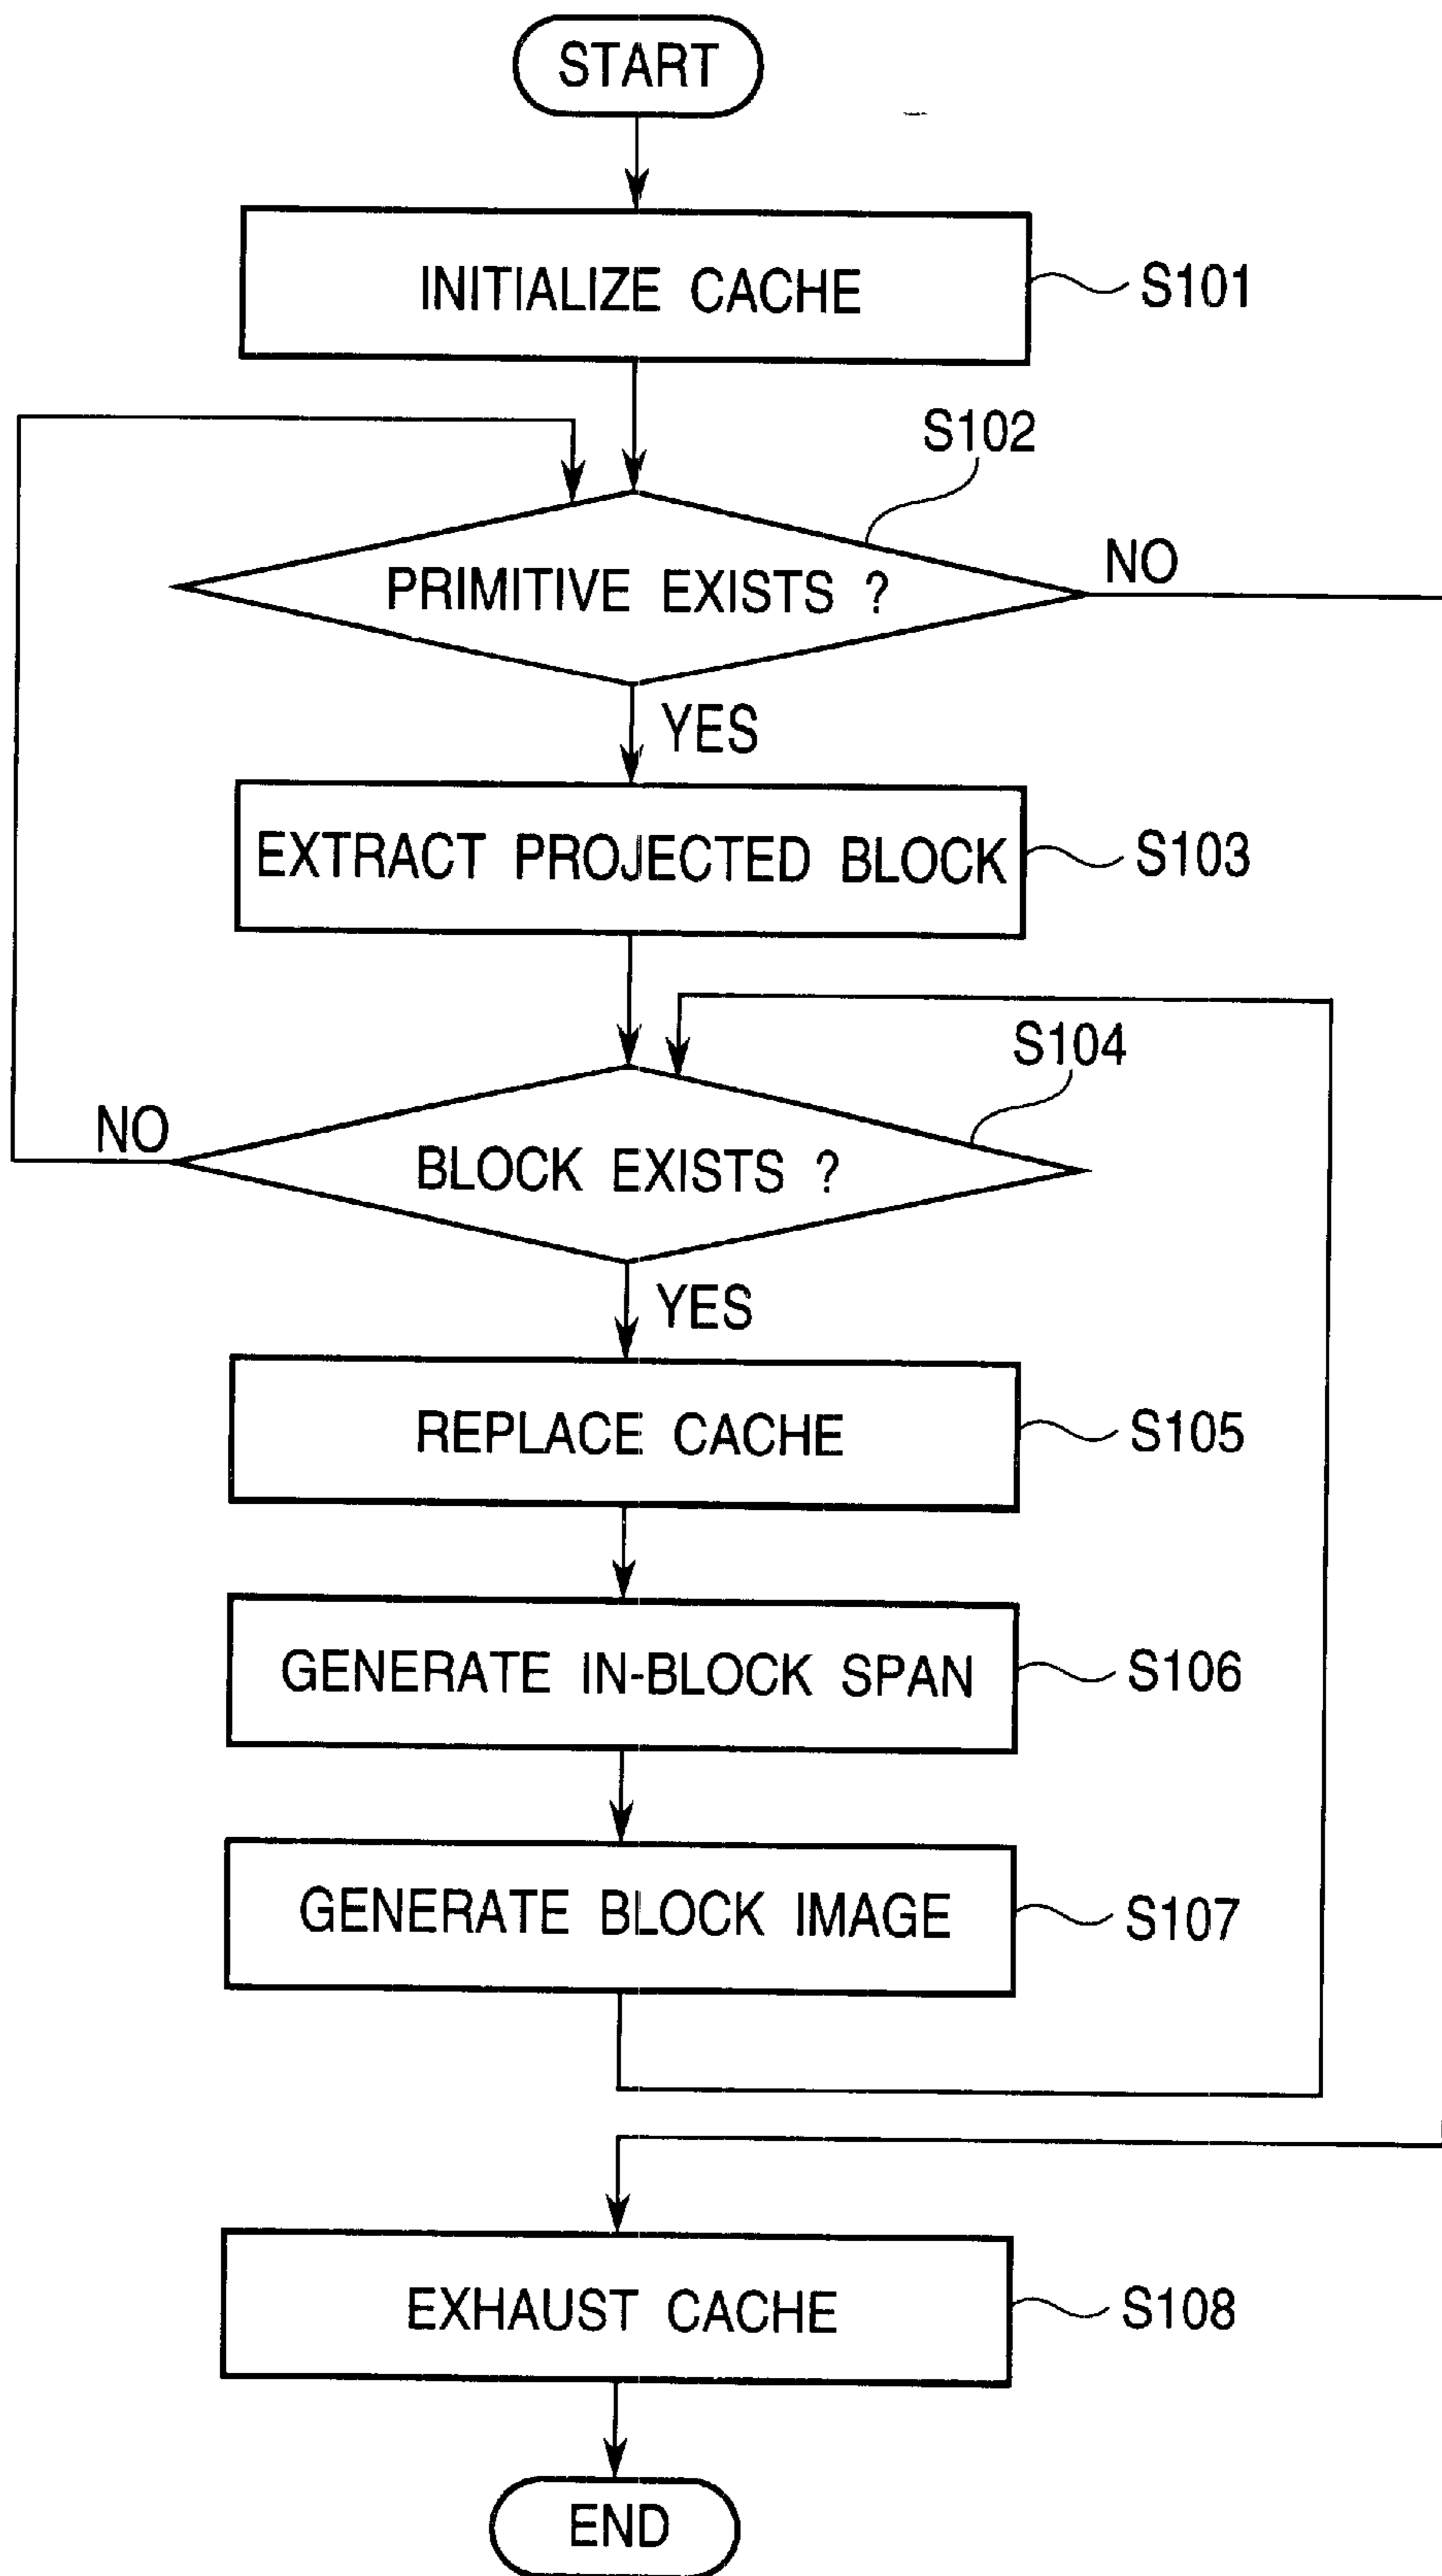 START
INITIALIZE CACHE
S101
S102
PRIMITIVE EXISTS ?
NO
YES
EXTRACT PROJECTED BLOCK
S103
S104
NO
BLOCK EXISTS ?
YES
REPLACE CACHE
S105
GENERATE IN-BLOCK SPAN
S106
GENERATE BLOCK IMAGE
S107
EXHAUST CACHE
S108
END